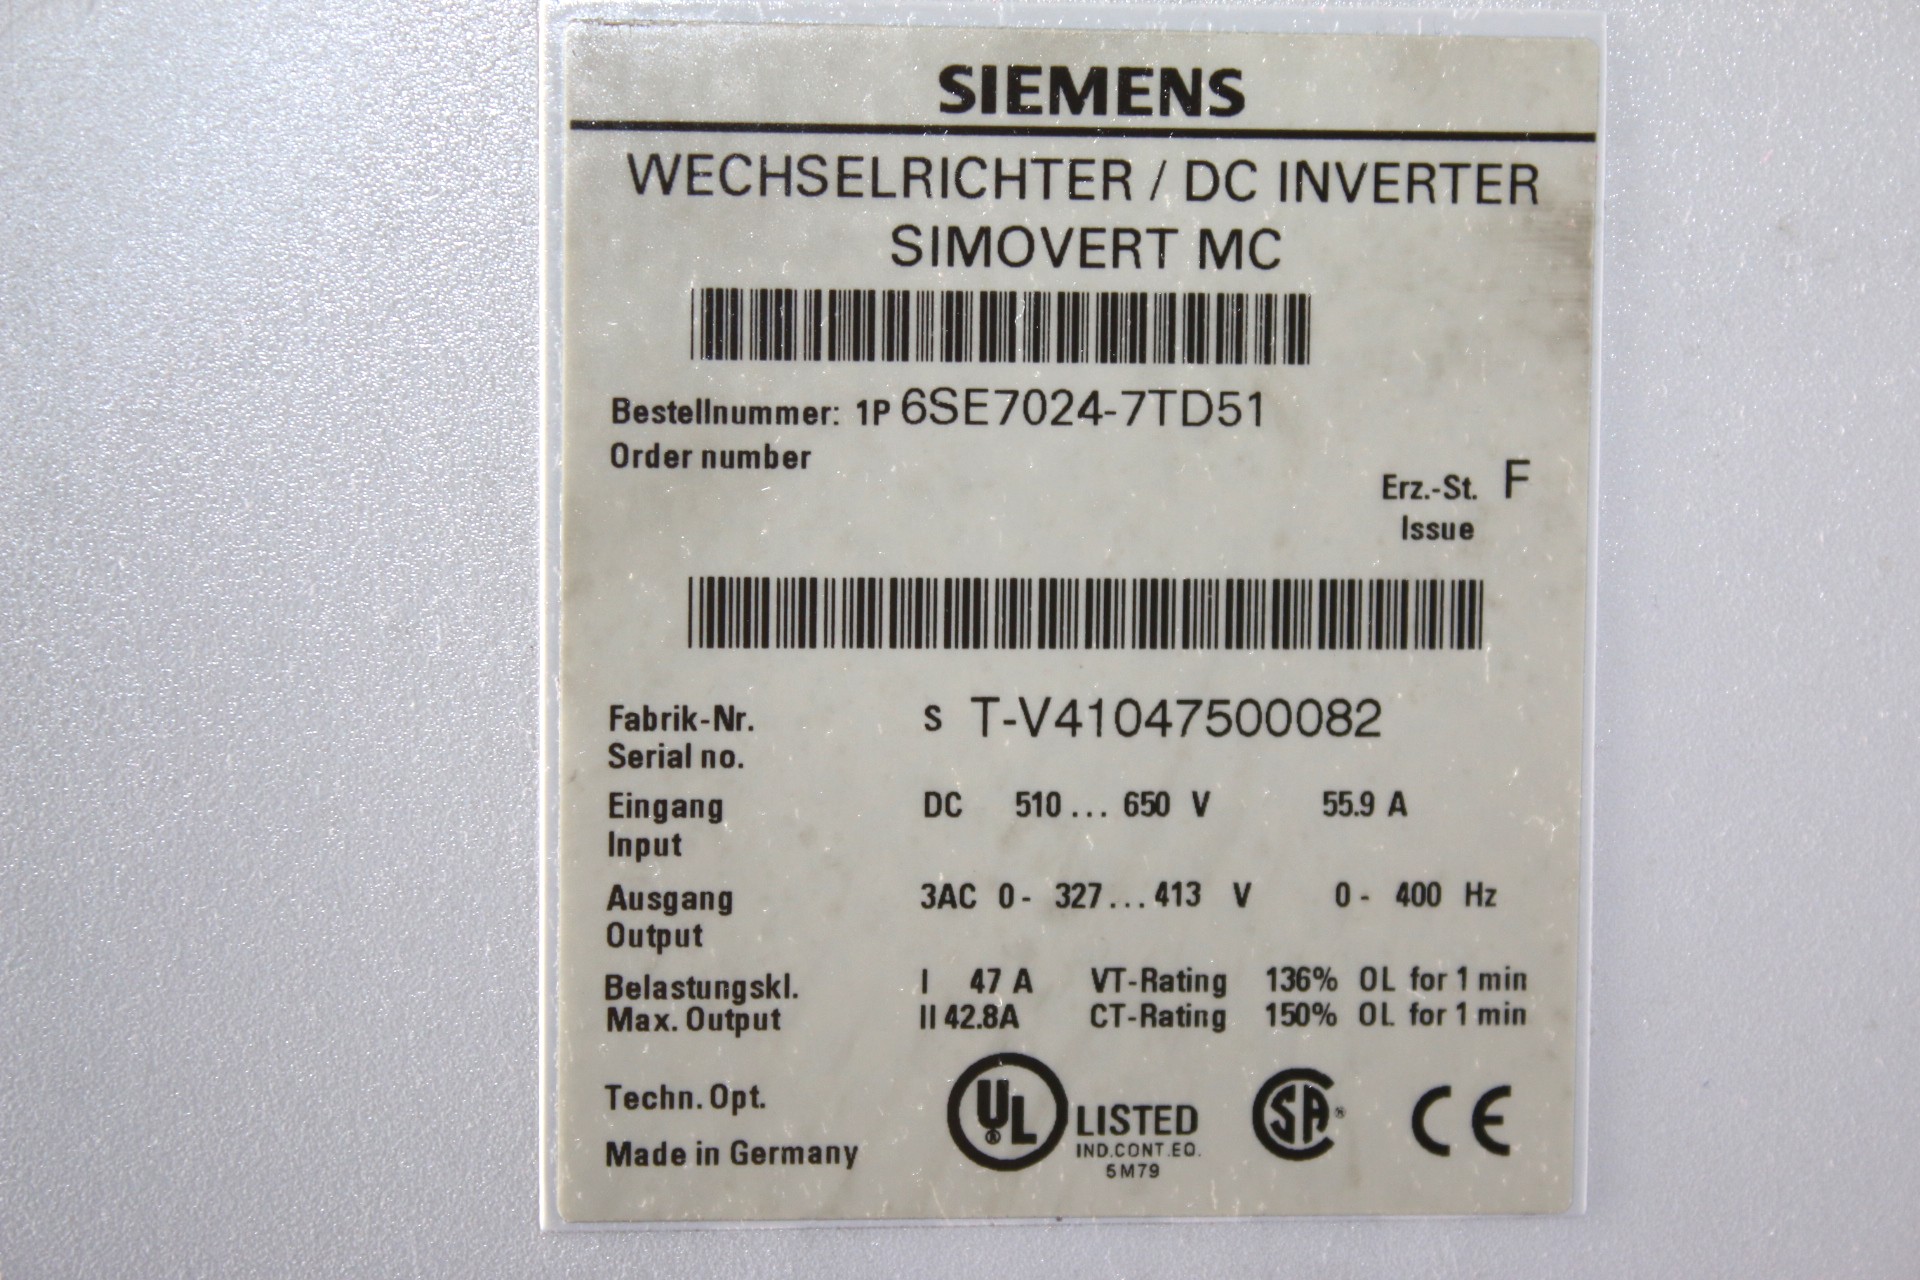 SIEMENS
WECHSELRICHTER / DC INVERTER
SIMOVERT MC
Bestellnummer: 1P 6SE7024-7TD51
Order number
Erz.-St. F
Issue
Fabrik-Nr. S T-V41047500082
Serial no.
Eingang DC 510... 650 V 55.9 A
Input
Ausgang 3AC 0- 327...413 V 0- 400 Hz
Output
Belastungskl. I 47 A VT-Rating 136% OL for 1 min
Max. Output II 42.8A CT-Rating 150% OL for 1 min
Techn. Opt.
UL® LISTED
IND.CONT.EQ.
5M79
SA®
CE
Made in Germany